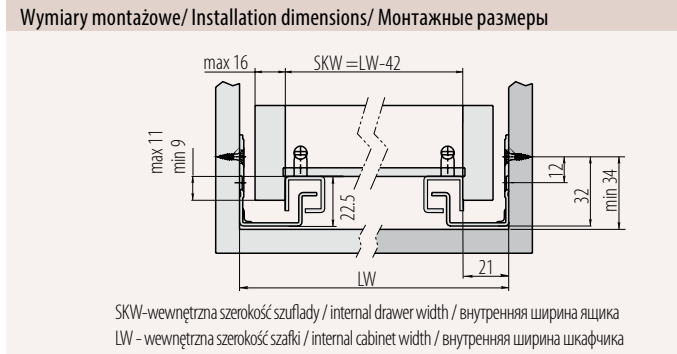 Wymiary montażowe/ Installation dimensions/ Монтажные размеры
max 16
SKW =LW-42
max 11
min 9
22.5
12
32
min 34
21
LW
SKW-wewnętrzna szerokość szuflady / internal drawer width / внутренняя ширина ящика
LW - wewnętrzna szerokość szafki / internal cabinet width / внутренняя ширина шкафчика